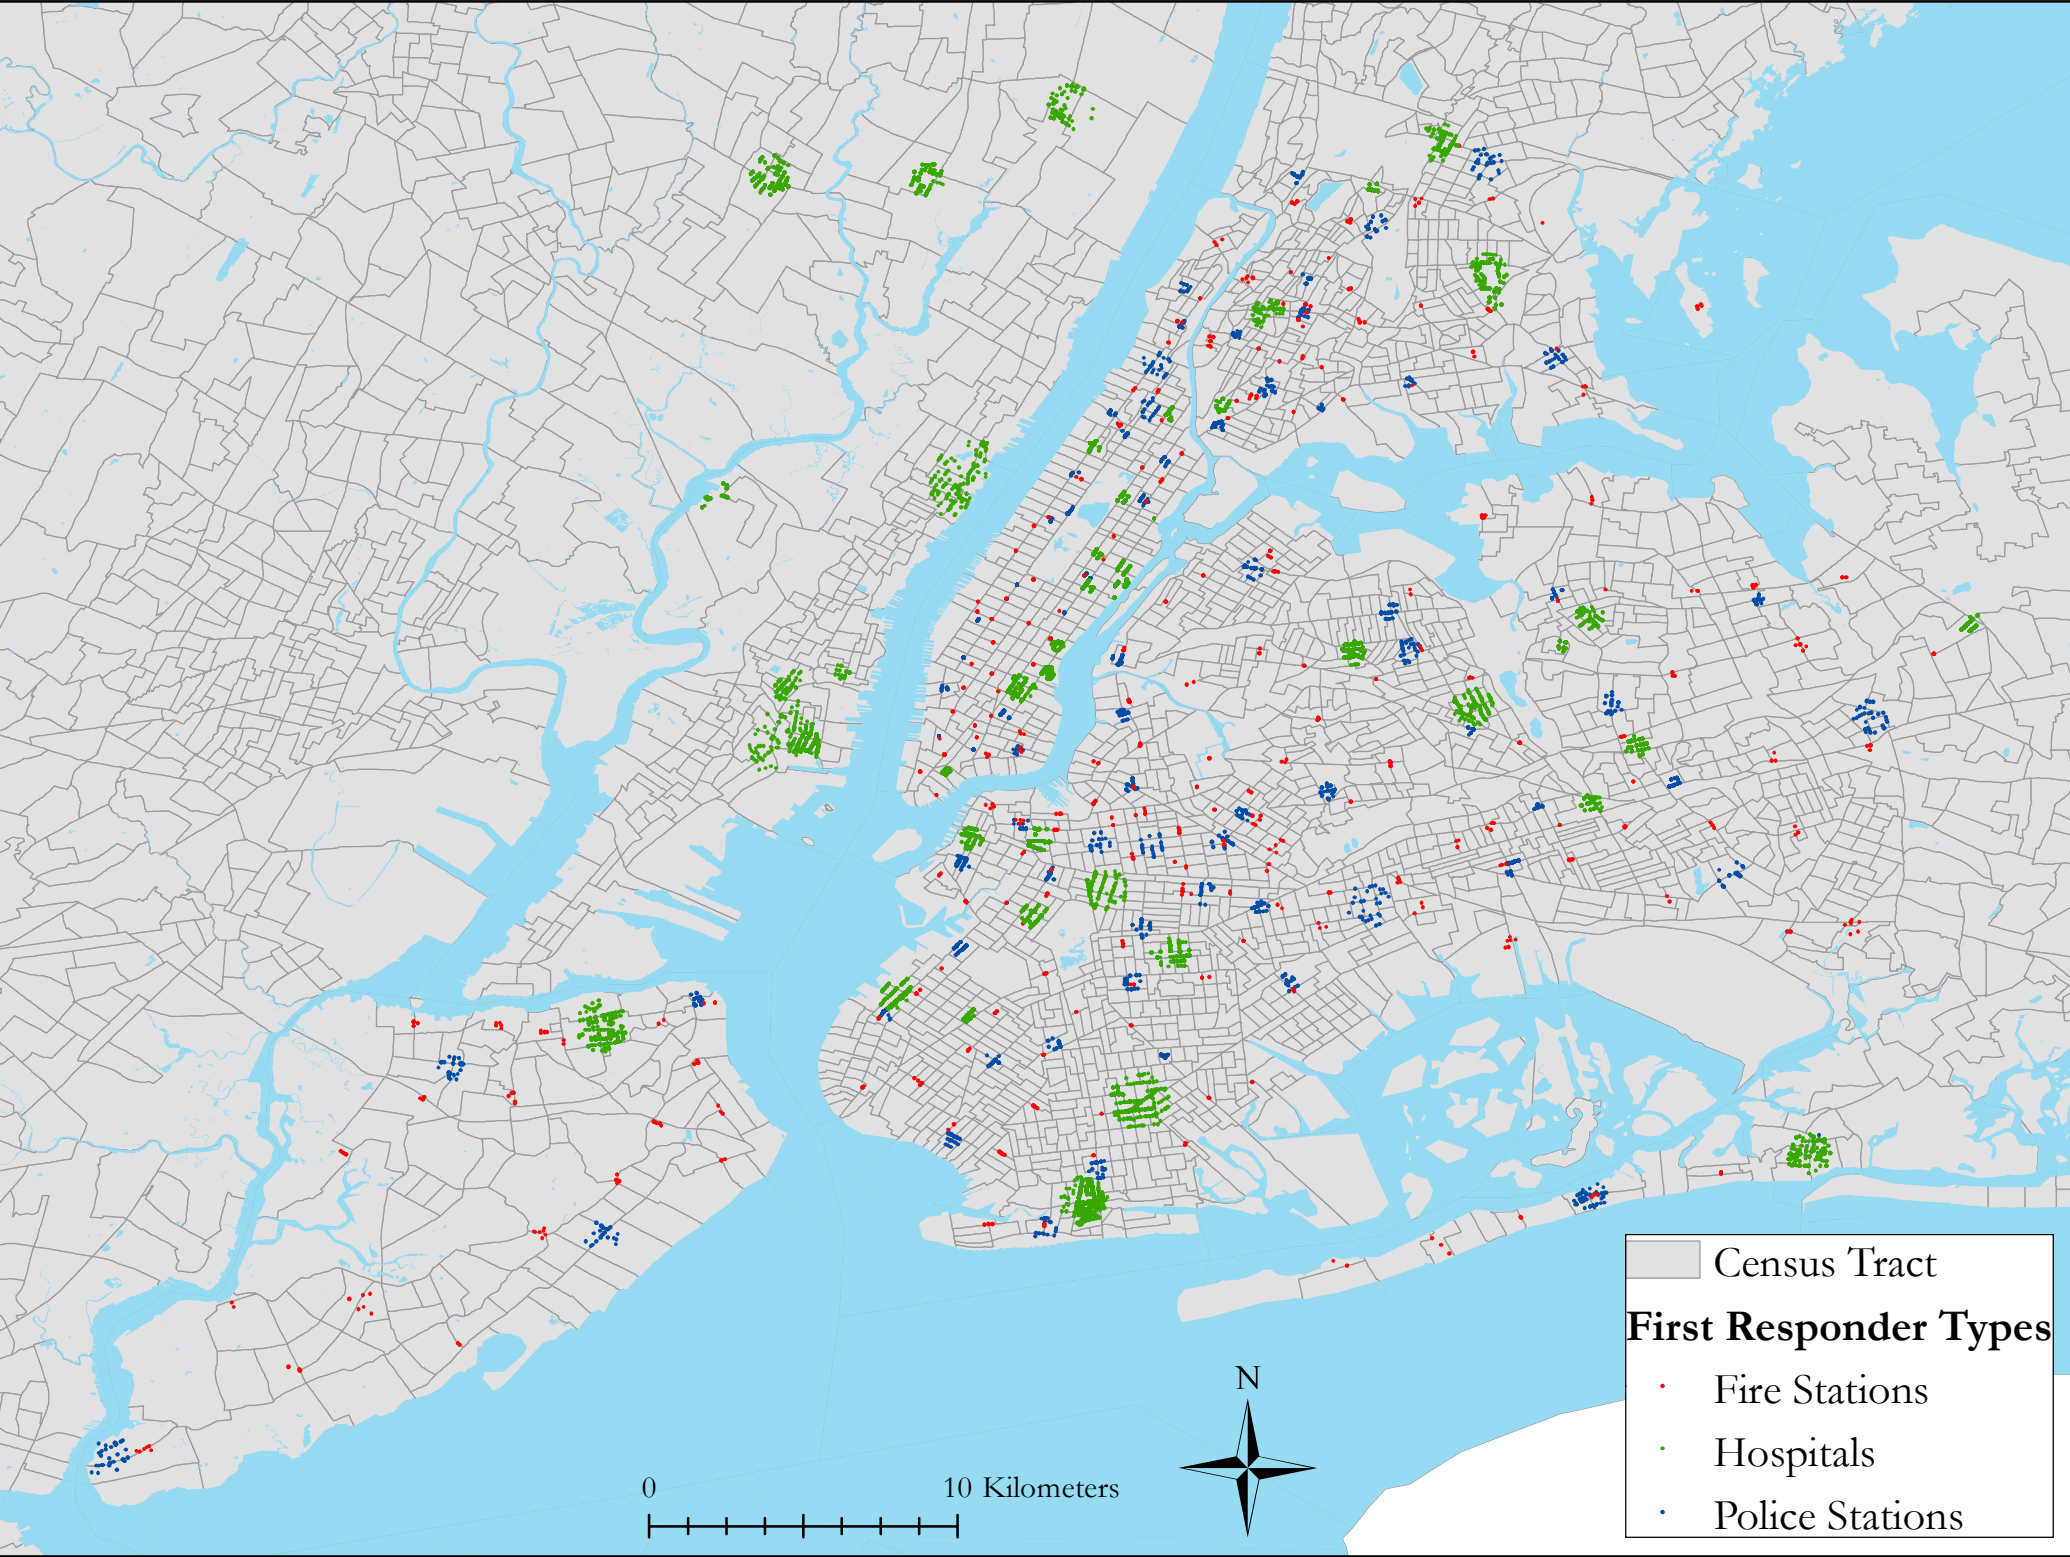 Census Tract
First Responder Types
Fire Stations
Hospitals
Police Stations
N
0 10 Kilometers